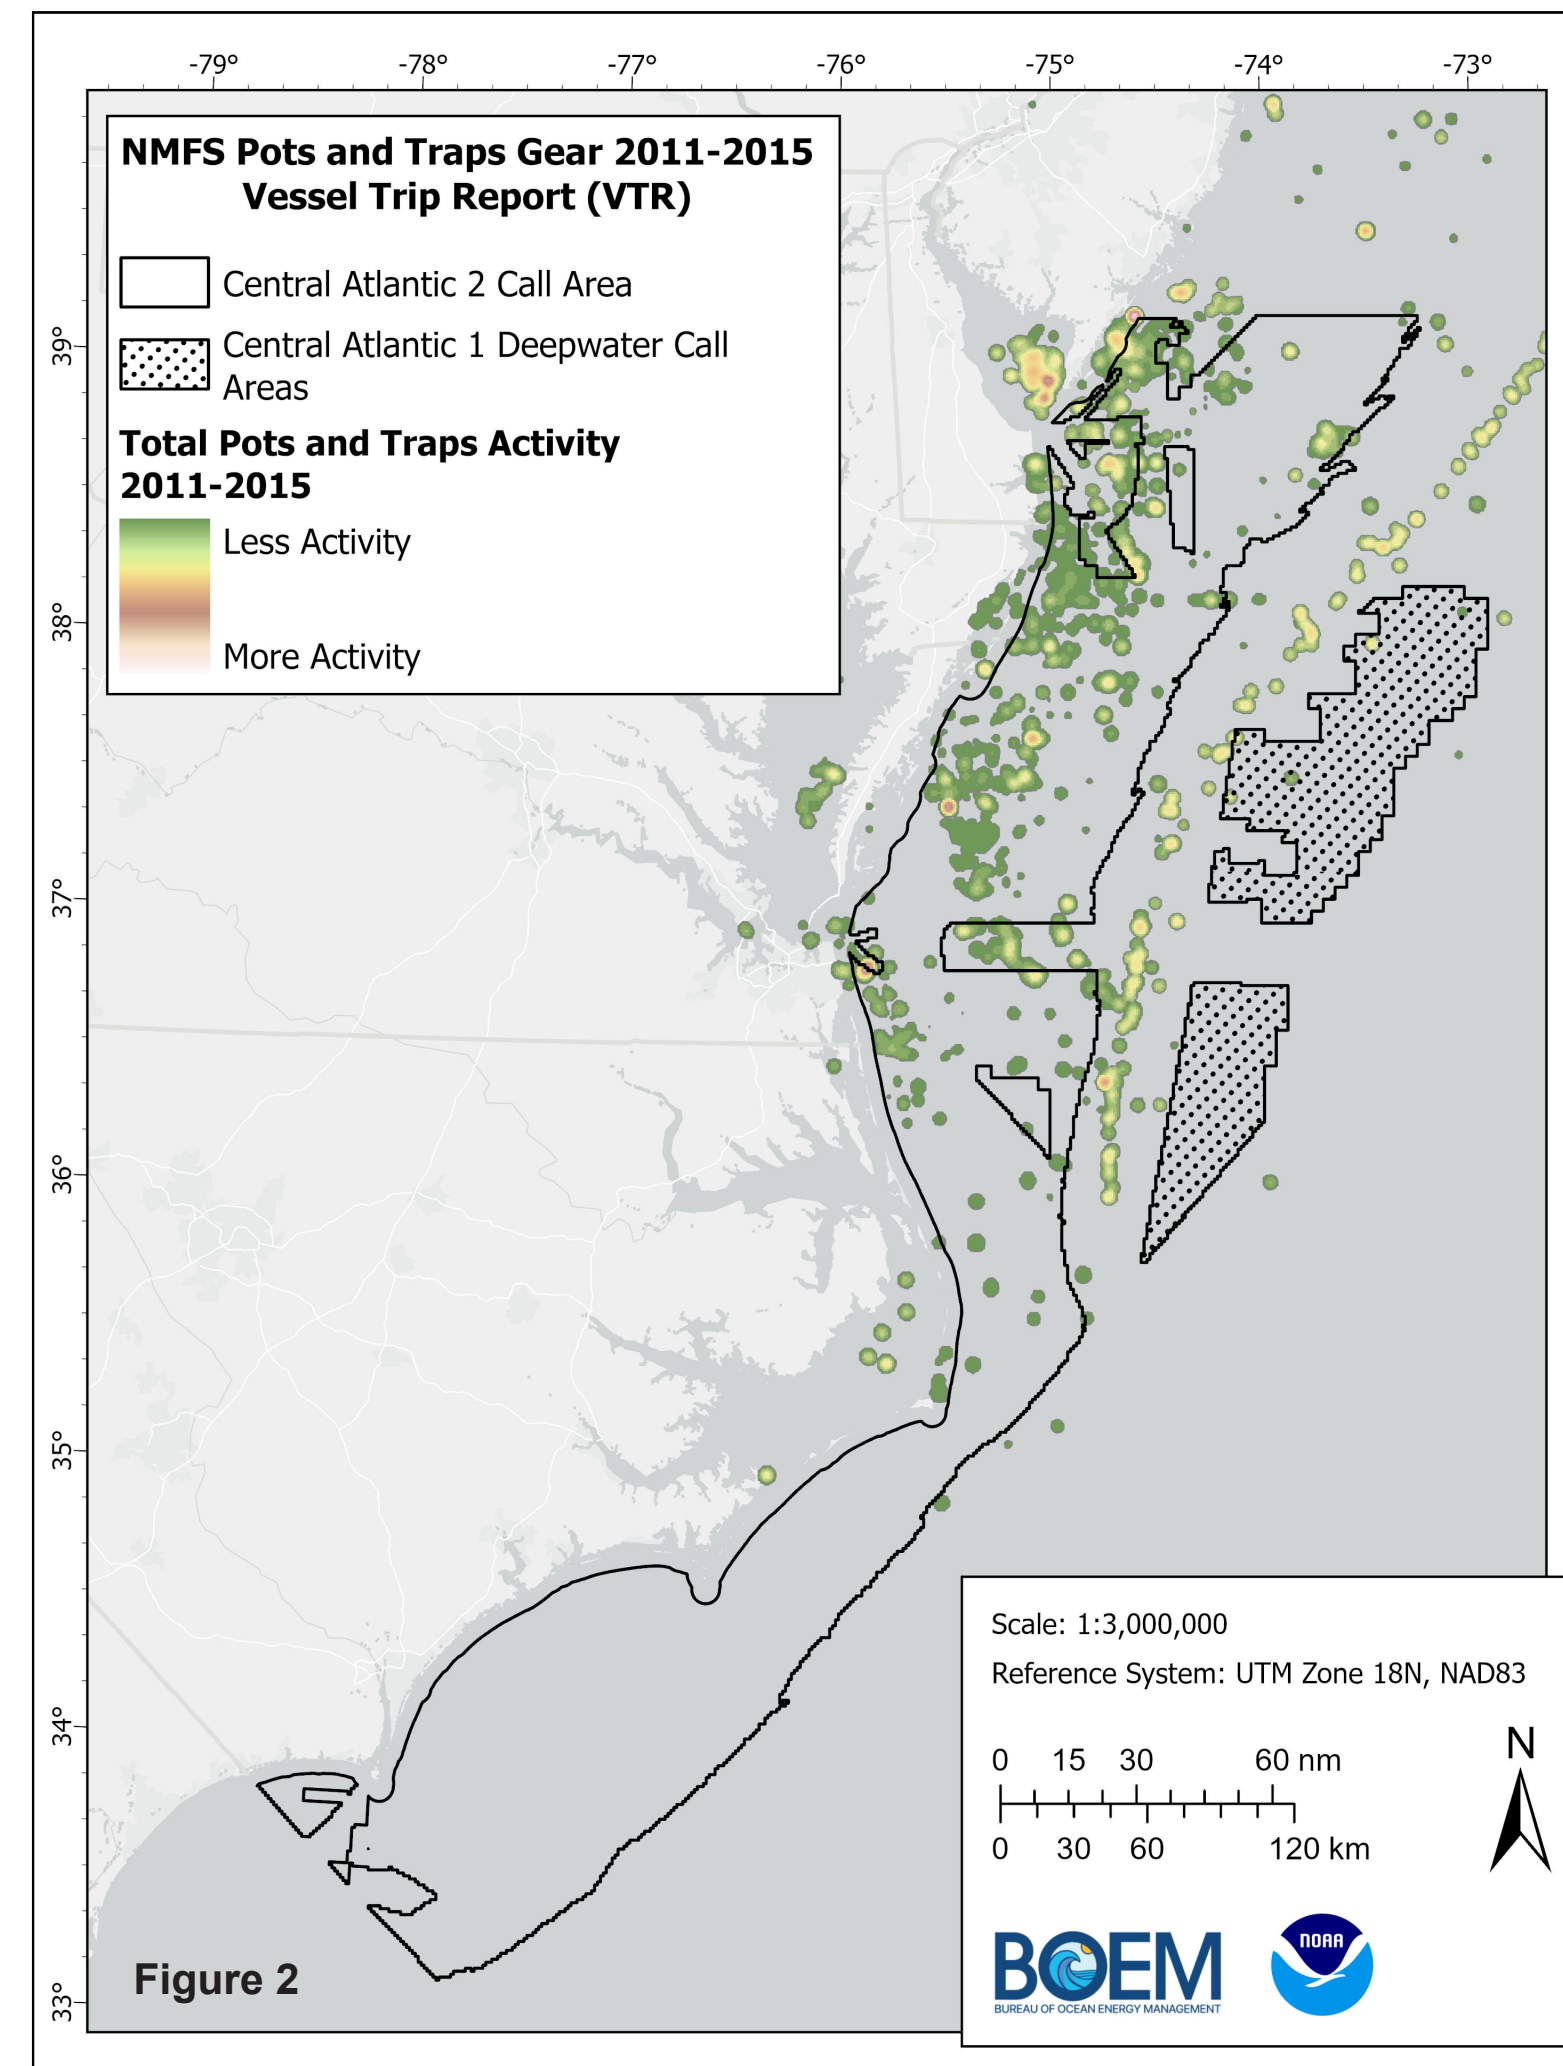 -79° -78° -77° -76° -75° -74° -73°
NMFS Pots and Traps Gear 2011-2015
Vessel Trip Report (VTR)
Central Atlantic 2 Call Area
Central Atlantic 1 Deepwater Call
Areas
Total Pots and Traps Activity
2011-2015
Less Activity
More Activity
39°
38°
37°
36°
35°
34°
33°
Scale: 1:3,000,000
Reference System: UTM Zone 18N, NAD83
0 15 30 60 nm
0 30 60 120 km
N
BOEM
BUREAU OF OCEAN ENERGY MANAGEMENT
NOAA
Figure 2